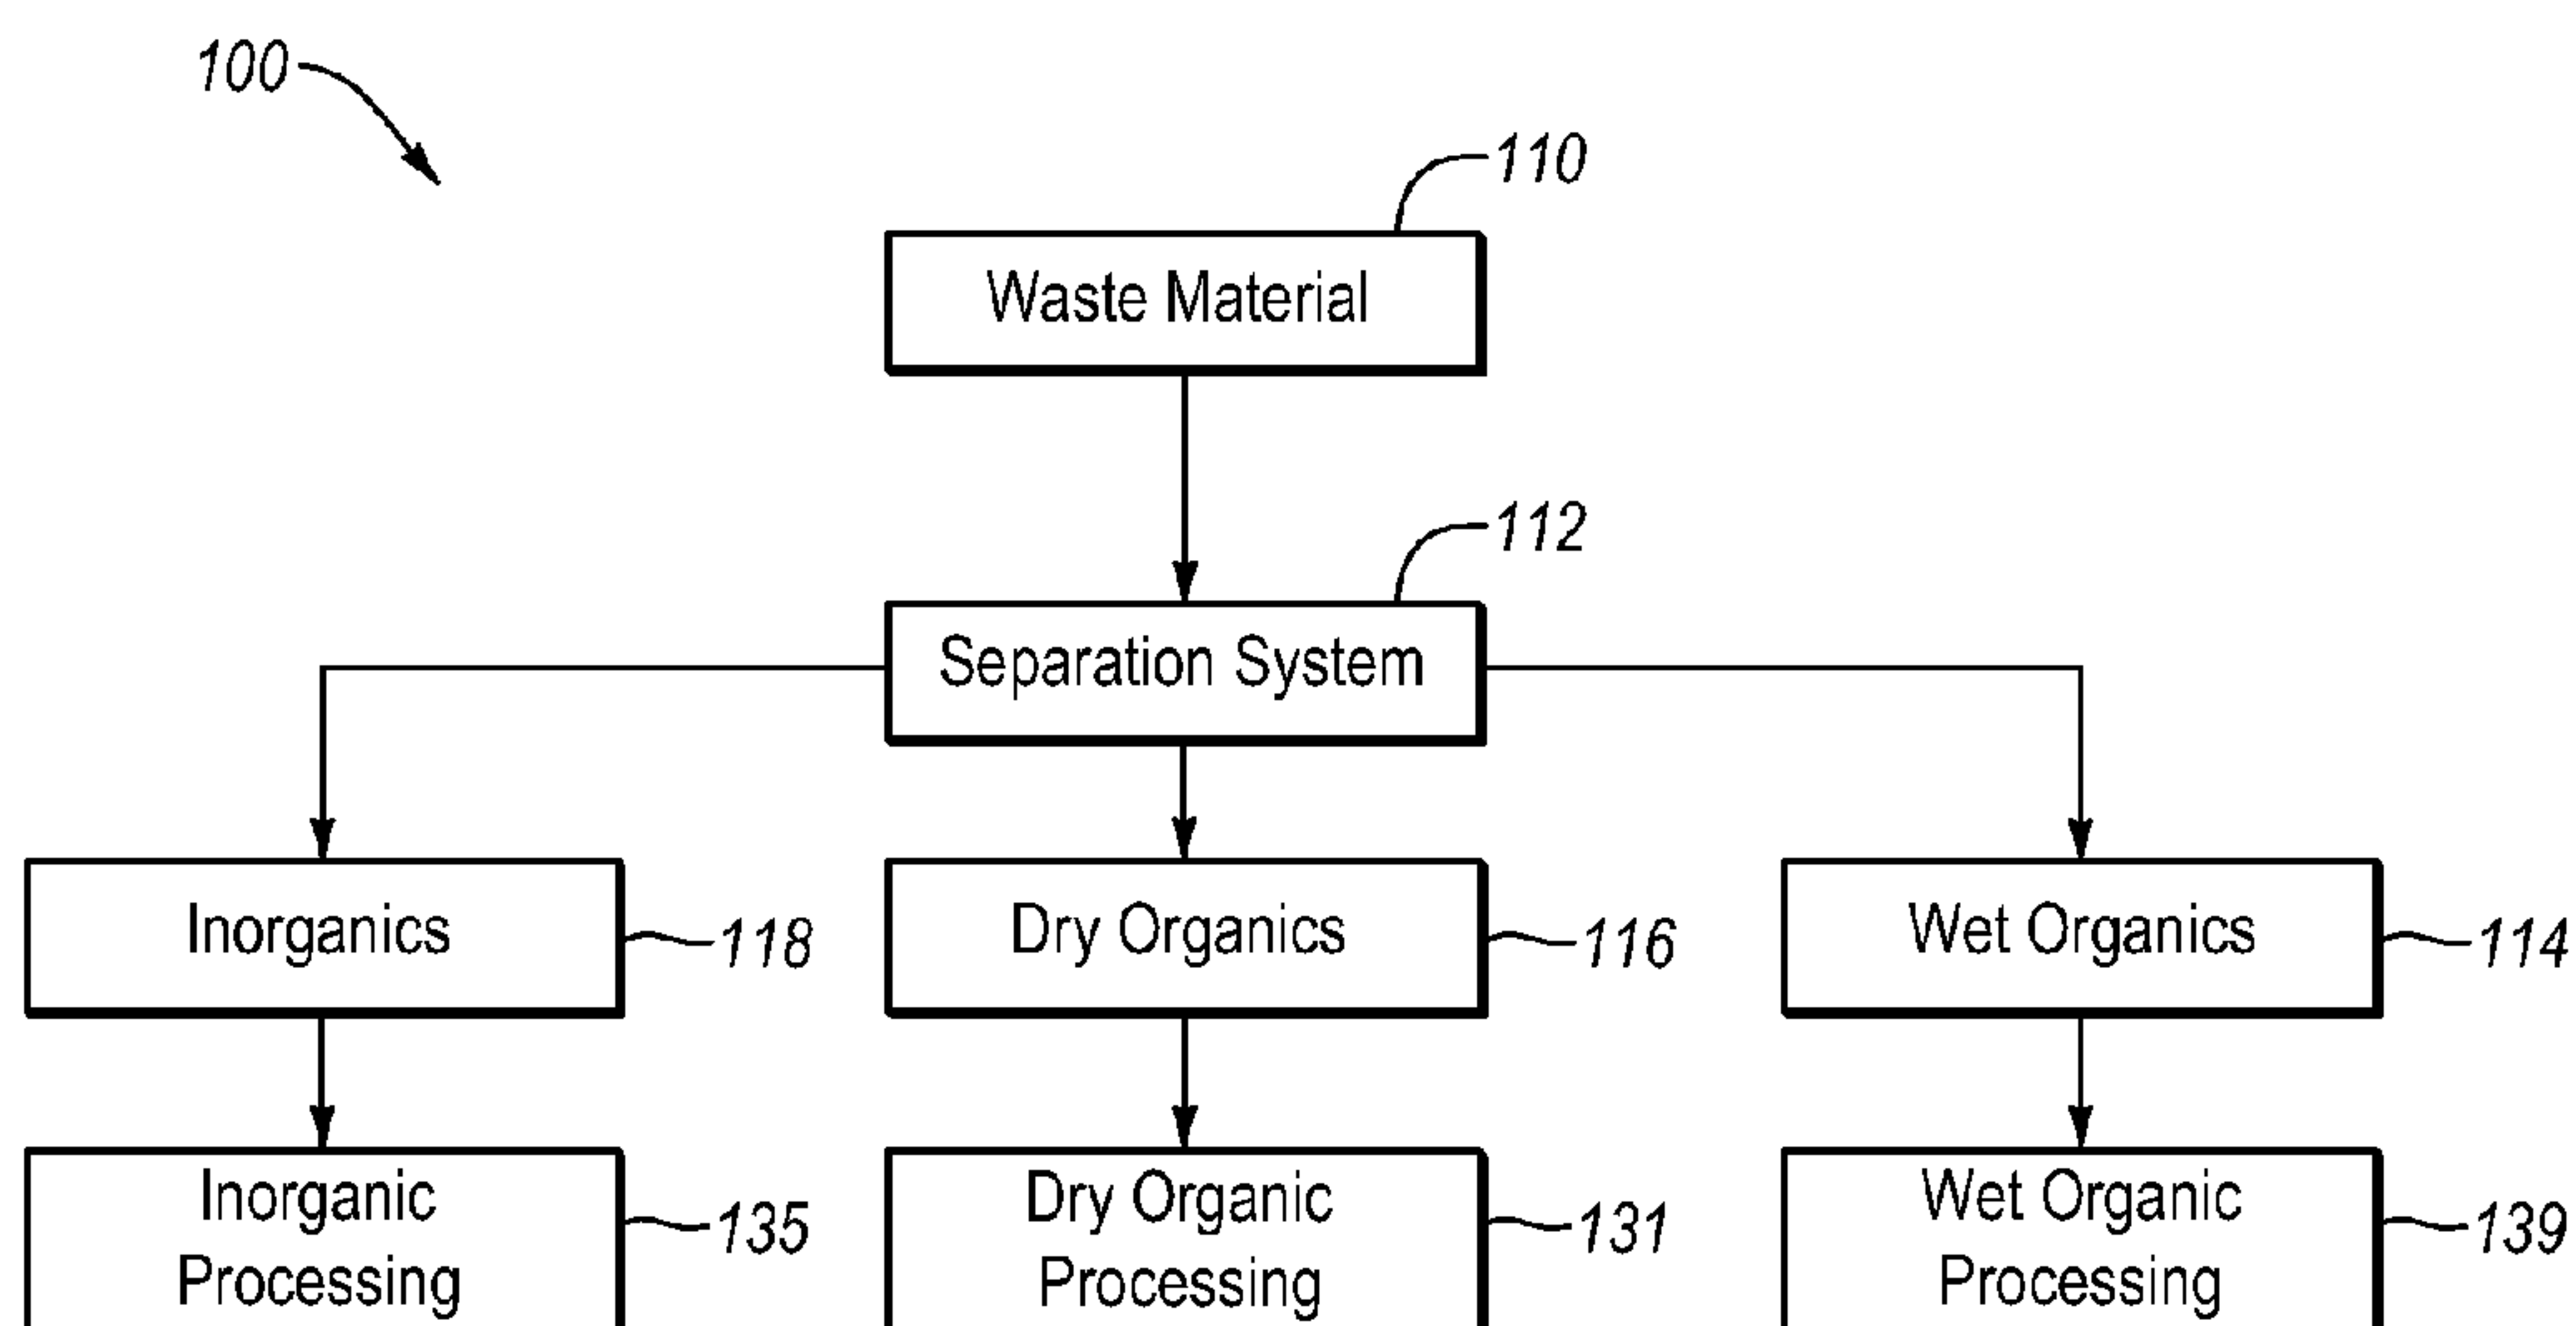 100
110
Waste Material
112
Separation System
Inorganics
118
Dry Organics
116
Wet Organics
114
Inorganic
Processing
135
Dry Organic
Processing
131
Wet Organic
Processing
139